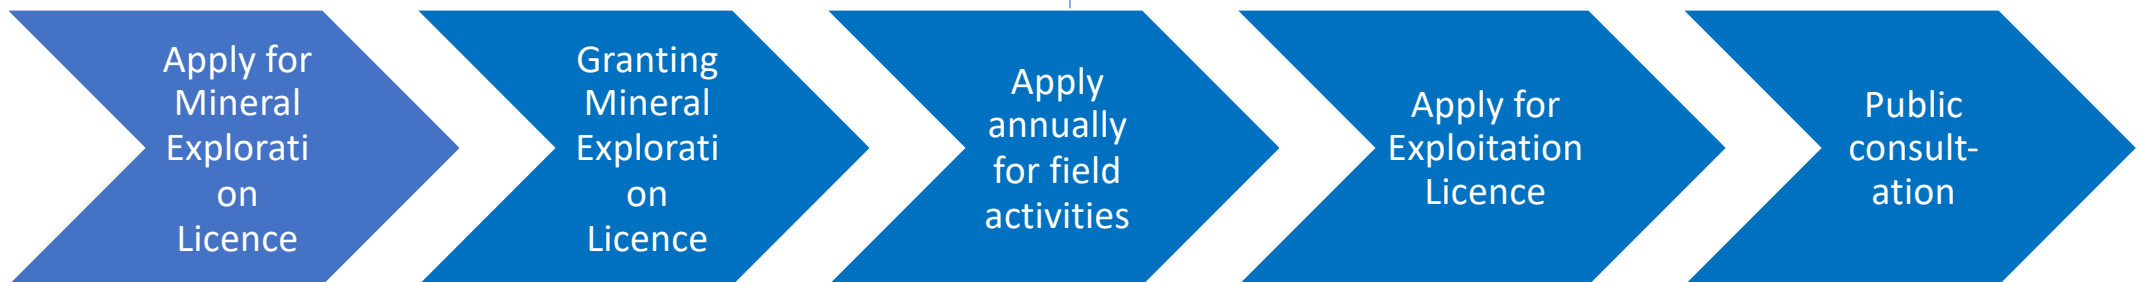 Apply for
Mineral
Explorati
on
Licence
Granting
Mineral
Explorati
on
Licence
Apply
annually
for field
activities
Apply for
Exploitation
Licence
Public
consult-
ation